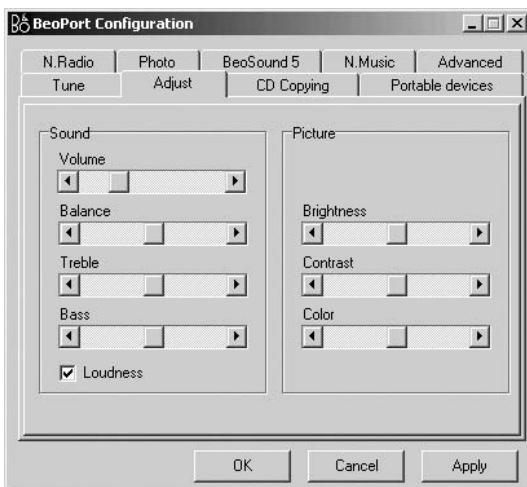 BeoPort Configuration
N.Radio Photo BeoSound 5 N.Music Advanced
Tune Adjust CD Copying Portable devices
Sound
Volume
Balance
Treble
Bass
Loudness
Picture
Brightness
Contrast
Color
OK Cancel Apply